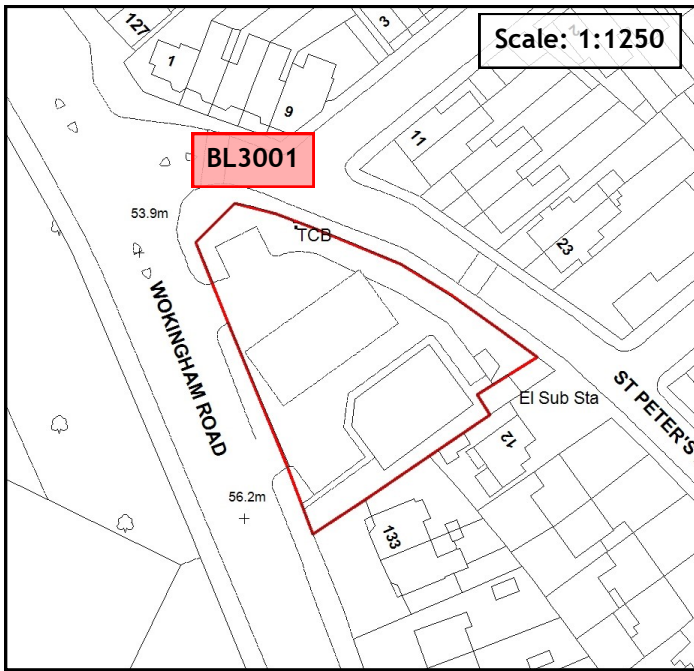 127
3
2
Scale: 1:1250
1
9
11
BL3001
53.9m
TCB
23
WOKINGHAM ROAD
ST PETER'S
El Sub Sta
12
56.2m
133